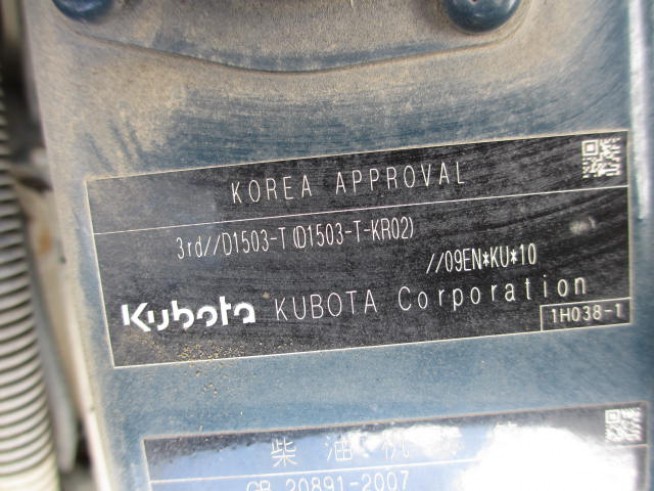 KOREA APPROVAL
3rd//D1503-T(D1503-T-KR02)
//09EN*KU*10
Kubota KUBOTA Corporation
1H038-1
柴 油 机
GB 20891-2007